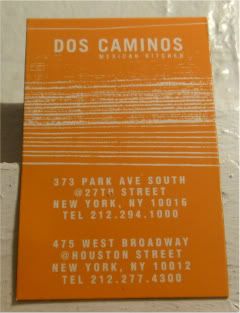 DOS CAMINOS
MEXICAN KITCHEN
373 PARK AVE SOUTH
@27TH STREET
NEW YORK, NY 10016
TEL 212.294.1000
475 WEST BROADWAY
@HOUSTON STREET
NEW YORK, NY 10012
TEL 212.277.4300